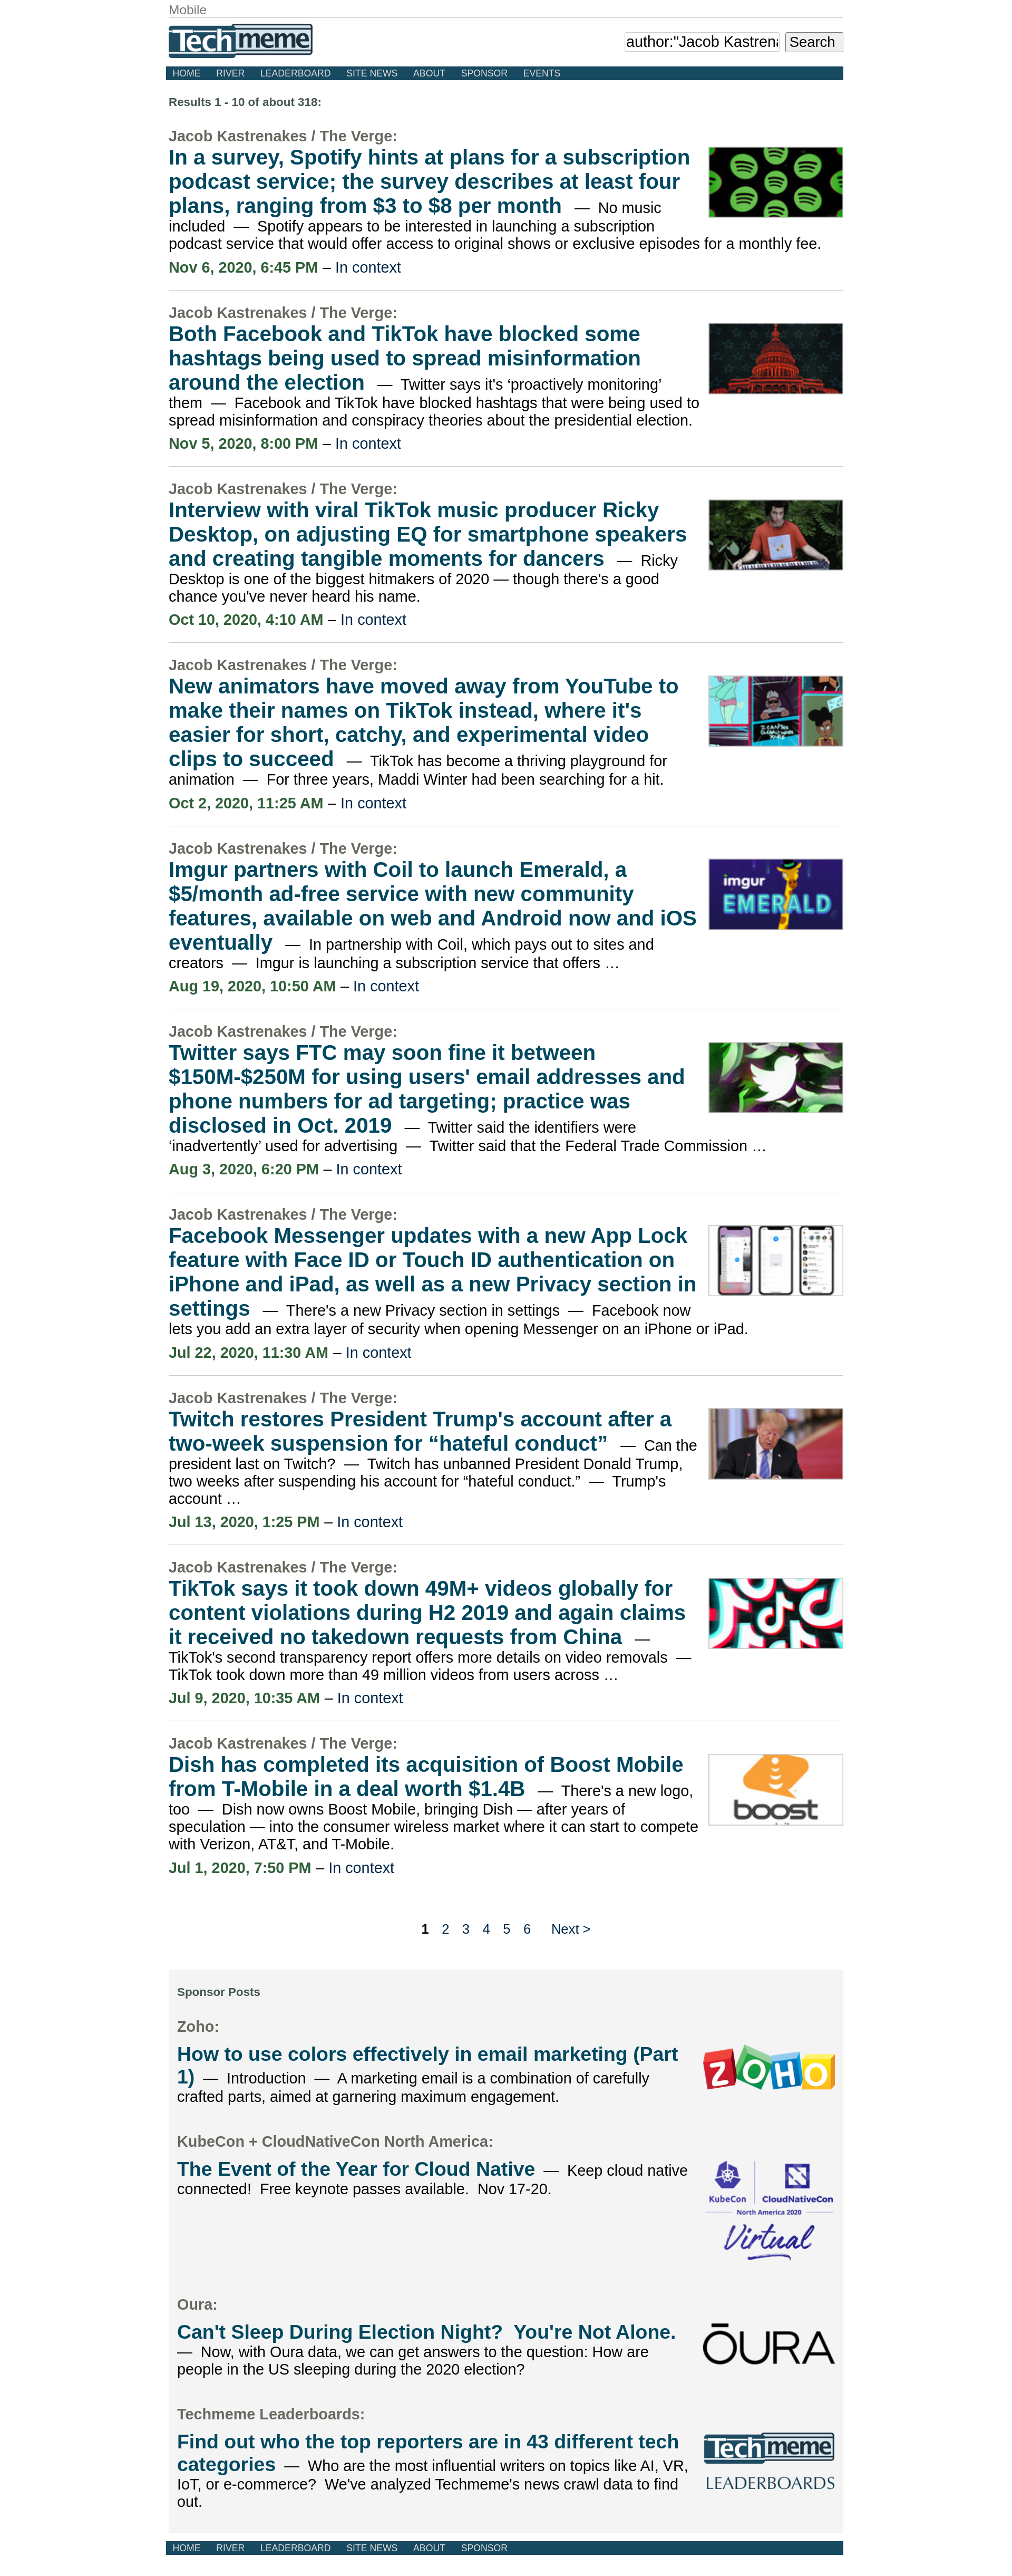 Mobile
Techmeme
author:"Jacob Kastren
Search
HOME RIVER LEADERBOARD SITE NEWS ABOUT SPONSOR EVENTS
Results 1 - 10 of about 318:
Jacob Kastrenakes / The Verge:
In a survey, Spotify hints at plans for a subscription
podcast service; the survey describes at least four
plans, ranging from $3 to $8 per month — No music
included — Spotify appears to be interested in launching a subscription
podcast service that would offer access to original shows or exclusive episodes for a monthly fee.
Nov 6, 2020, 6:45 PM – In context
Jacob Kastrenakes / The Verge:
Both Facebook and TikTok have blocked some
hashtags being used to spread misinformation
around the election — Twitter says it's ‘proactively monitoring’
them — Facebook and TikTok have blocked hashtags that were being used to
spread misinformation and conspiracy theories about the presidential election.
Nov 5, 2020, 8:00 PM – In context
Jacob Kastrenakes / The Verge:
Interview with viral TikTok music producer Ricky
Desktop, on adjusting EQ for smartphone speakers
and creating tangible moments for dancers — Ricky
Desktop is one of the biggest hitmakers of 2020 — though there's a good
chance you've never heard his name.
Oct 10, 2020, 4:10 AM – In context
Jacob Kastrenakes / The Verge:
New animators have moved away from YouTube to
make their names on TikTok instead, where it's
easier for short, catchy, and experimental video
clips to succeed — TikTok has become a thriving playground for
animation — For three years, Maddi Winter had been searching for a hit.
Oct 2, 2020, 11:25 AM – In context
Jacob Kastrenakes / The Verge:
Imgur partners with Coil to launch Emerald, a
$5/month ad-free service with new community
features, available on web and Android now and iOS
eventually — In partnership with Coil, which pays out to sites and
creators — Imgur is launching a subscription service that offers …
imgur
EMERALD
Aug 19, 2020, 10:50 AM – In context
Jacob Kastrenakes / The Verge:
Twitter says FTC may soon fine it between
$150M-$250M for using users' email addresses and
phone numbers for ad targeting; practice was
disclosed in Oct. 2019 — Twitter said the identifiers were
‘inadvertently’ used for advertising — Twitter said that the Federal Trade Commission …
Aug 3, 2020, 6:20 PM – In context
Jacob Kastrenakes / The Verge:
Facebook Messenger updates with a new App Lock
feature with Face ID or Touch ID authentication on
iPhone and iPad, as well as a new Privacy section in
settings — There's a new Privacy section in settings — Facebook now
lets you add an extra layer of security when opening Messenger on an iPhone or iPad.
Jul 22, 2020, 11:30 AM – In context
Jacob Kastrenakes / The Verge:
Twitch restores President Trump's account after a
two-week suspension for “hateful conduct” — Can the
president last on Twitch? — Twitch has unbanned President Donald Trump,
two weeks after suspending his account for “hateful conduct.” — Trump's
account …
Jul 13, 2020, 1:25 PM – In context
Jacob Kastrenakes / The Verge:
TikTok says it took down 49M+ videos globally for
content violations during H2 2019 and again claims
it received no takedown requests from China —
TikTok's second transparency report offers more details on video removals —
TikTok took down more than 49 million videos from users across …
Jul 9, 2020, 10:35 AM – In context
Jacob Kastrenakes / The Verge:
Dish has completed its acquisition of Boost Mobile
from T-Mobile in a deal worth $1.4B — There's a new logo,
too — Dish now owns Boost Mobile, bringing Dish — after years of
speculation — into the consumer wireless market where it can start to compete
with Verizon, AT&T, and T-Mobile.
boost
Jul 1, 2020, 7:50 PM – In context
1 2 3 4 5 6 Next >
Sponsor Posts
Zoho:
How to use colors effectively in email marketing (Part
1) — Introduction — A marketing email is a combination of carefully
crafted parts, aimed at garnering maximum engagement.
ZOHO
KubeCon + CloudNativeCon North America:
The Event of the Year for Cloud Native — Keep cloud native
connected! Free keynote passes available. Nov 17-20.
KubeCon CloudNativeCon
North America 2020
Virtual
Oura:
Can't Sleep During Election Night? You're Not Alone.
— Now, with Oura data, we can get answers to the question: How are
people in the US sleeping during the 2020 election?
ŌURA
Techmeme Leaderboards:
Find out who the top reporters are in 43 different tech
categories — Who are the most influential writers on topics like AI, VR,
IoT, or e-commerce? We've analyzed Techmeme's news crawl data to find
out.
Techmeme
LEADERBOARDS
HOME RIVER LEADERBOARD SITE NEWS ABOUT SPONSOR